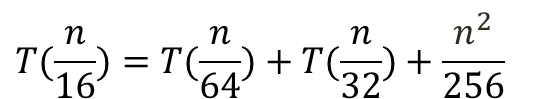 T(n/16) = T(n/64) + T(n/32) + n²/256